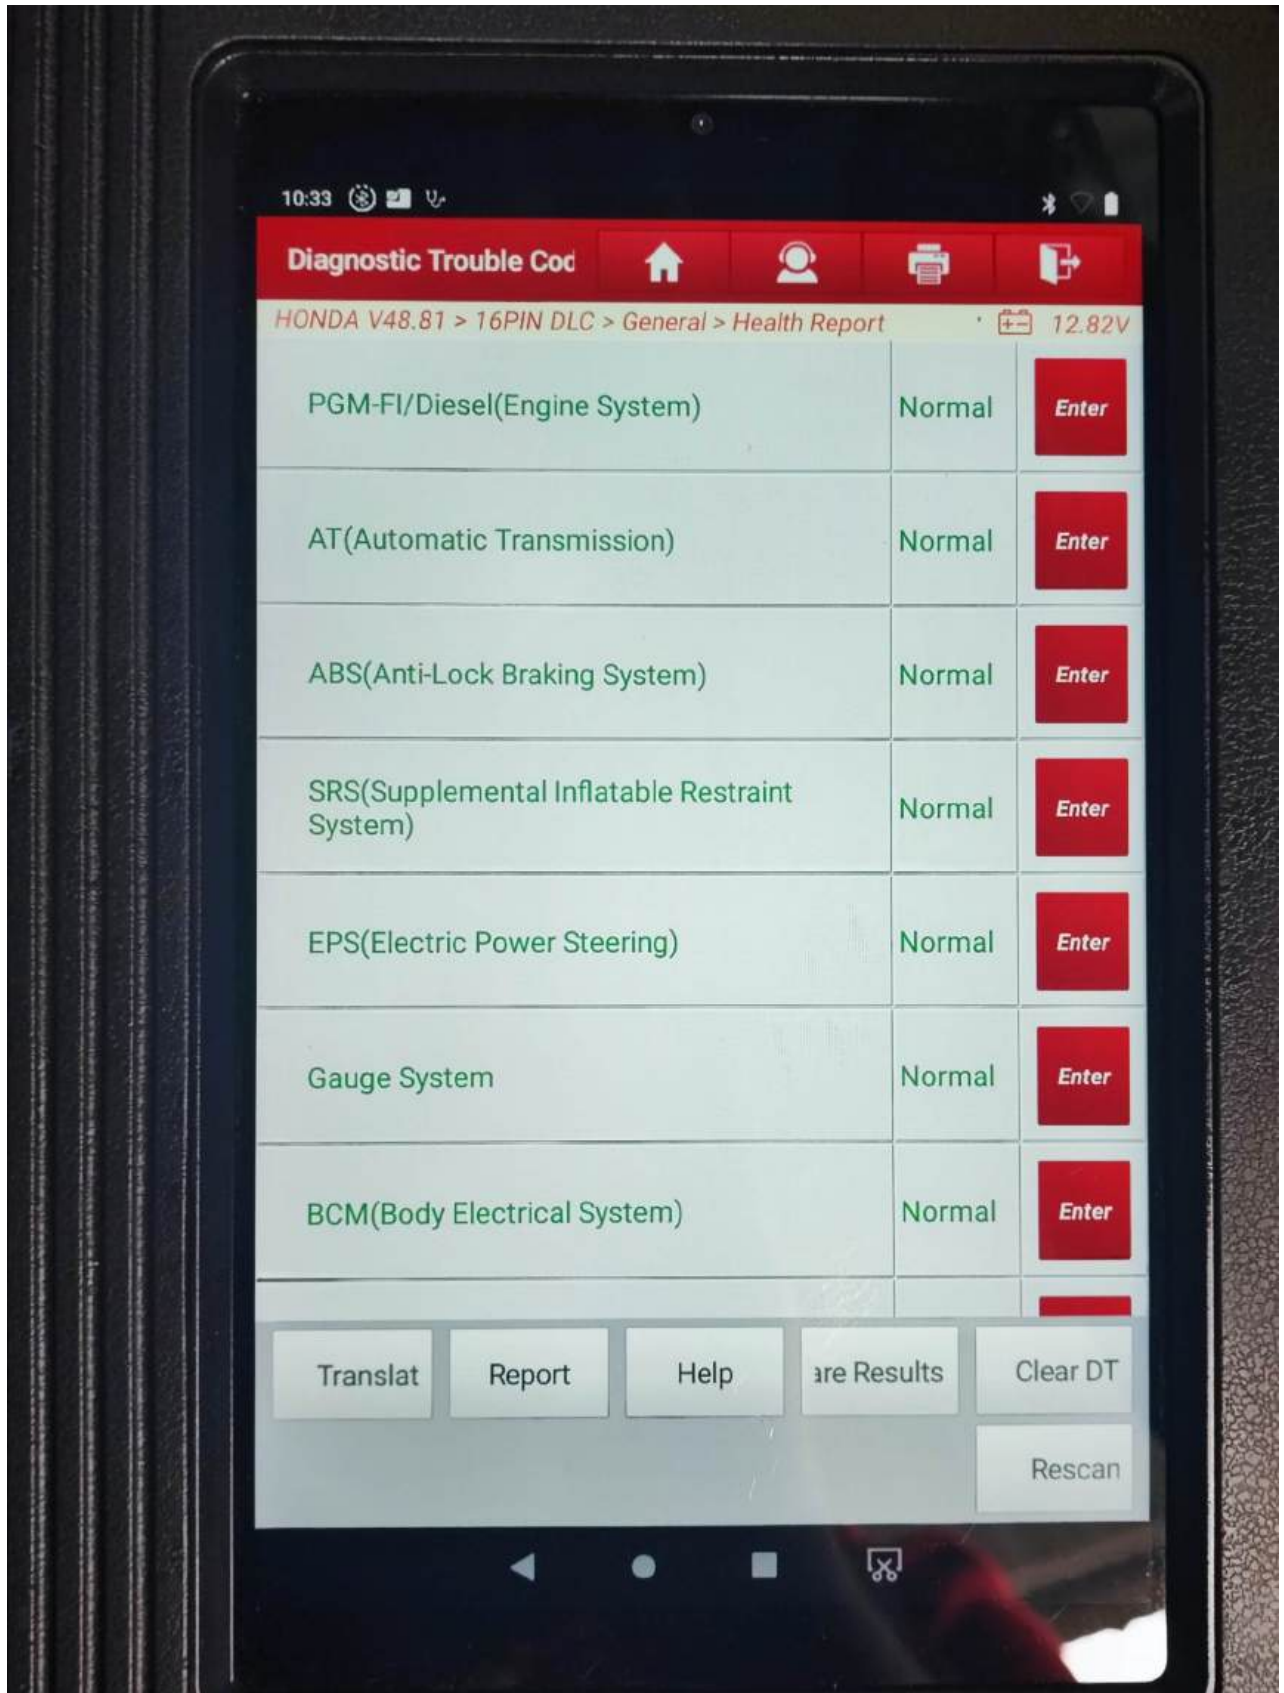 10:33
Diagnostic Trouble Cod
HONDA V48.81 > 16PIN DLC > General > Health Report 12.82V
PGM-FI/Diesel(Engine System) Normal Enter
AT(Automatic Transmission) Normal Enter
ABS(Anti-Lock Braking System) Normal Enter
SRS(Supplemental Inflatable Restraint
System) Normal Enter
EPS(Electric Power Steering) Normal Enter
Gauge System Normal Enter
BCM(Body Electrical System) Normal Enter
Translat Report Help are Results Clear DT
Rescan